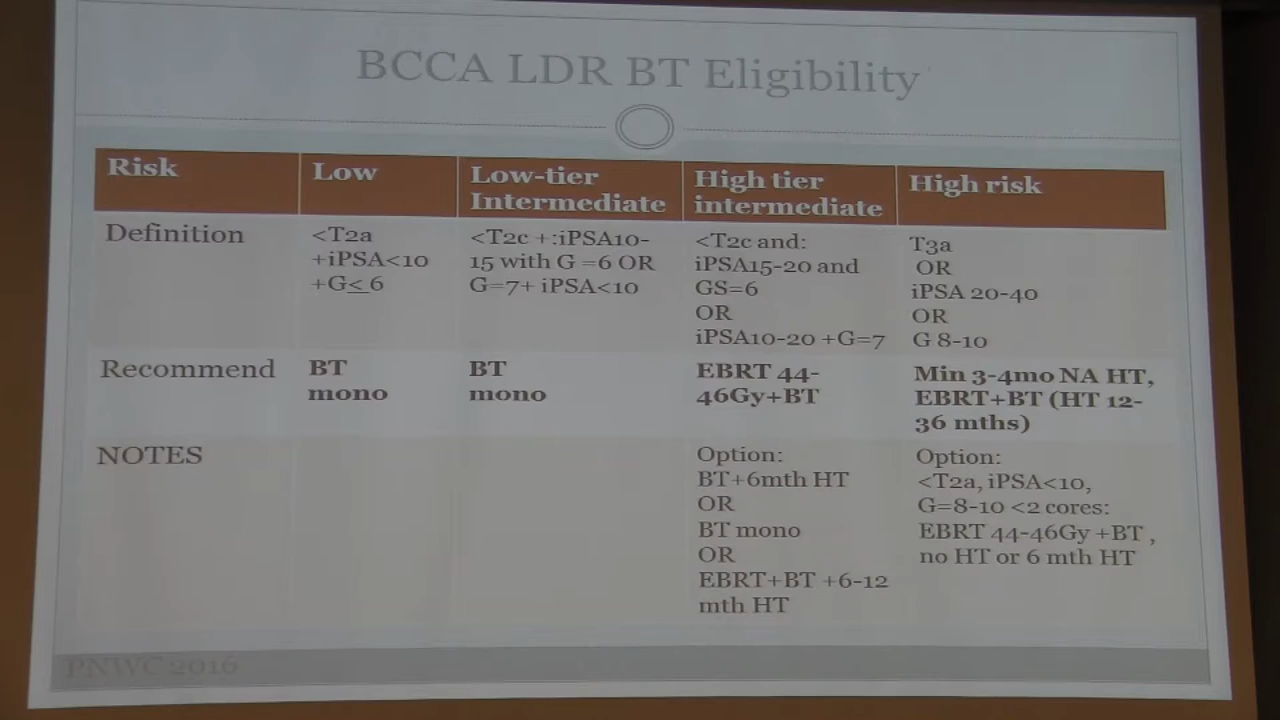 BCCA LDR BT Eligibility
Risk
Low
Low-tier
Intermediate
High tier
intermediate
High risk
Definition
<T2a
+iPSA<10
+G≤ 6
<T2c +:iPSA10-
15 with G =6 OR
G=7+ iPSA<10
<T2c and:
iPSA15-20 and
GS=6
OR
iPSA10-20 +G=7
T3a
OR
iPSA 20-40
OR
G 8-10
Recommend
BT
mono
BT
mono
EBRT 44-
46Gy+BT
Min 3-4mo NA HT,
EBRT+BT (HT 12-
36 mths)
NOTES
Option:
BT+6mth HT
OR
BT mono
OR
EBRT+BT +6-12
mth HT
Option:
<T2a, iPSA<10,
G=8-10 <2 cores:
EBRT 44-46Gy +BT ,
no HT or 6 mth HT
PNWC 2016